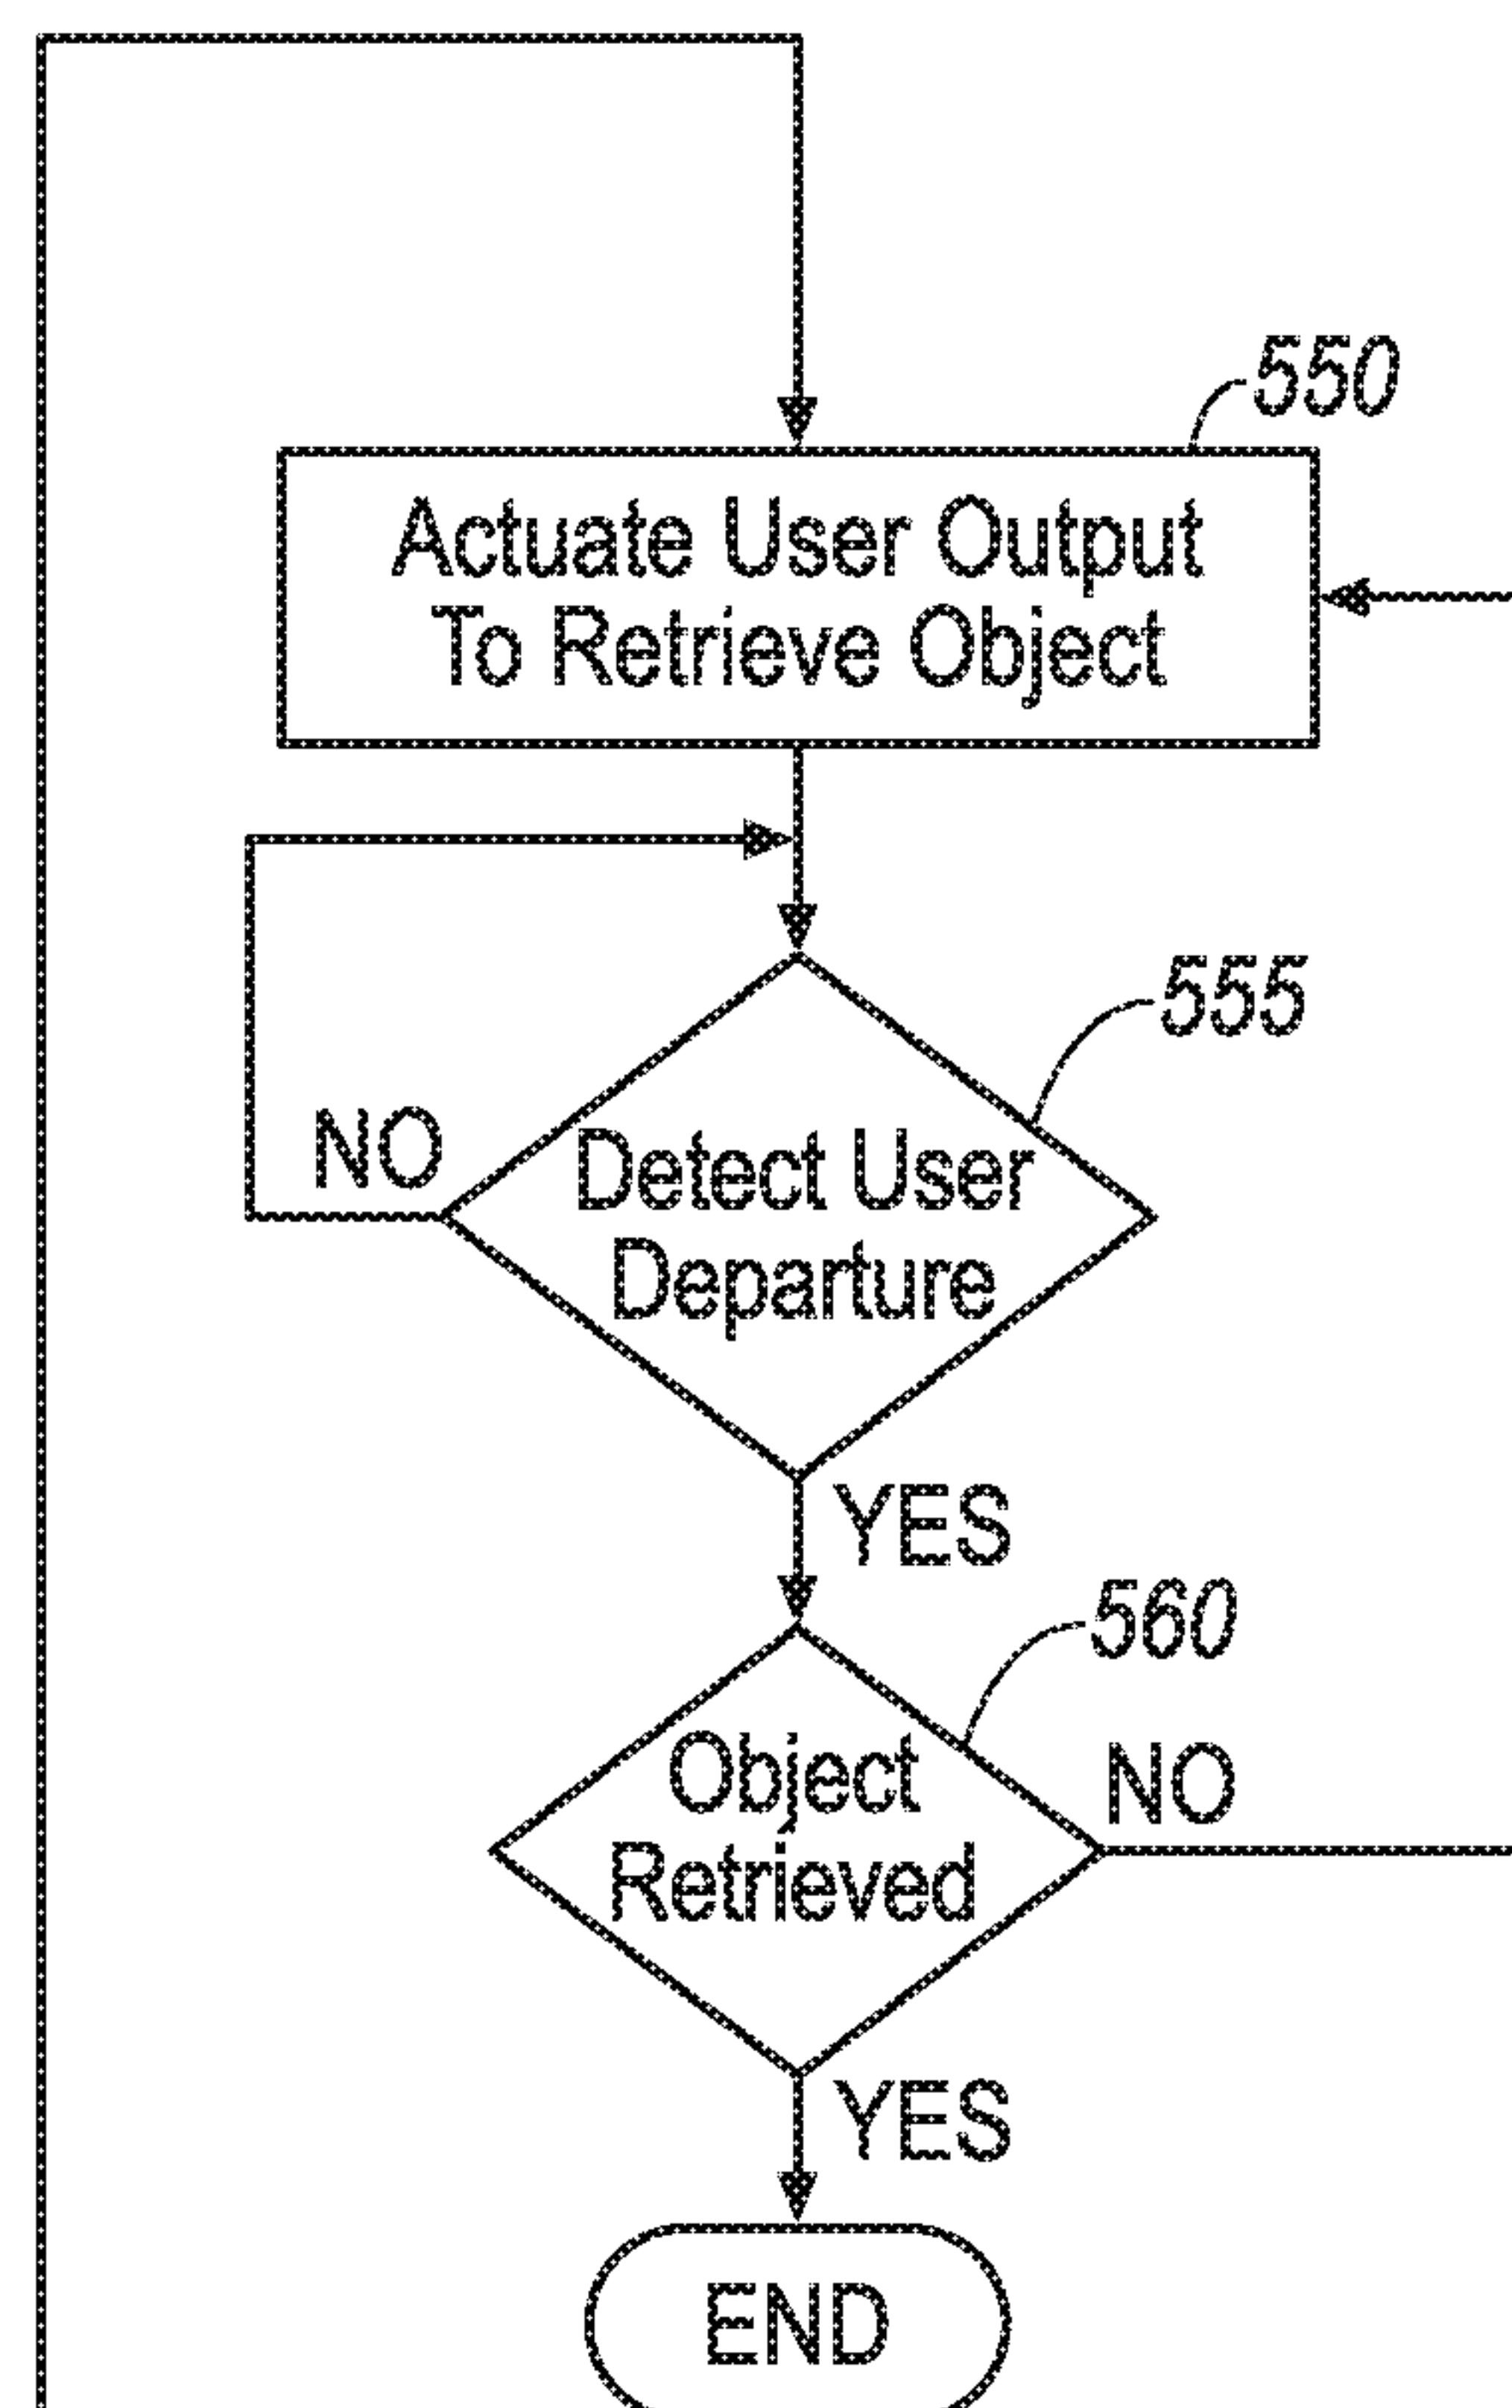 550
Actuate User Output
To Retrieve Object
555
NO
Detect User
Departure
YES
560
Object
Retrieved
NO
YES
END